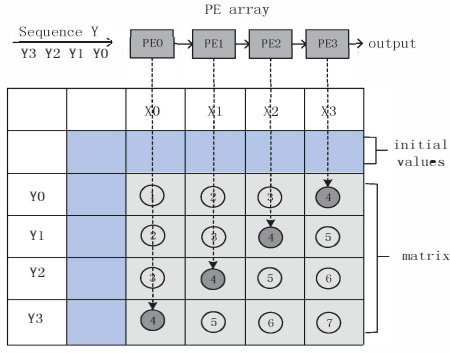 PE array
Sequence Y
Y3 Y2 Y1 Y0
PE0 PE1 PE2 PE3 output
X0 X1 X2 X3
initial
values
Y0 1 2 3 4
Y1 2 3 4 5
Y2 3 4 5 6
matrix
Y3 4 5 6 7